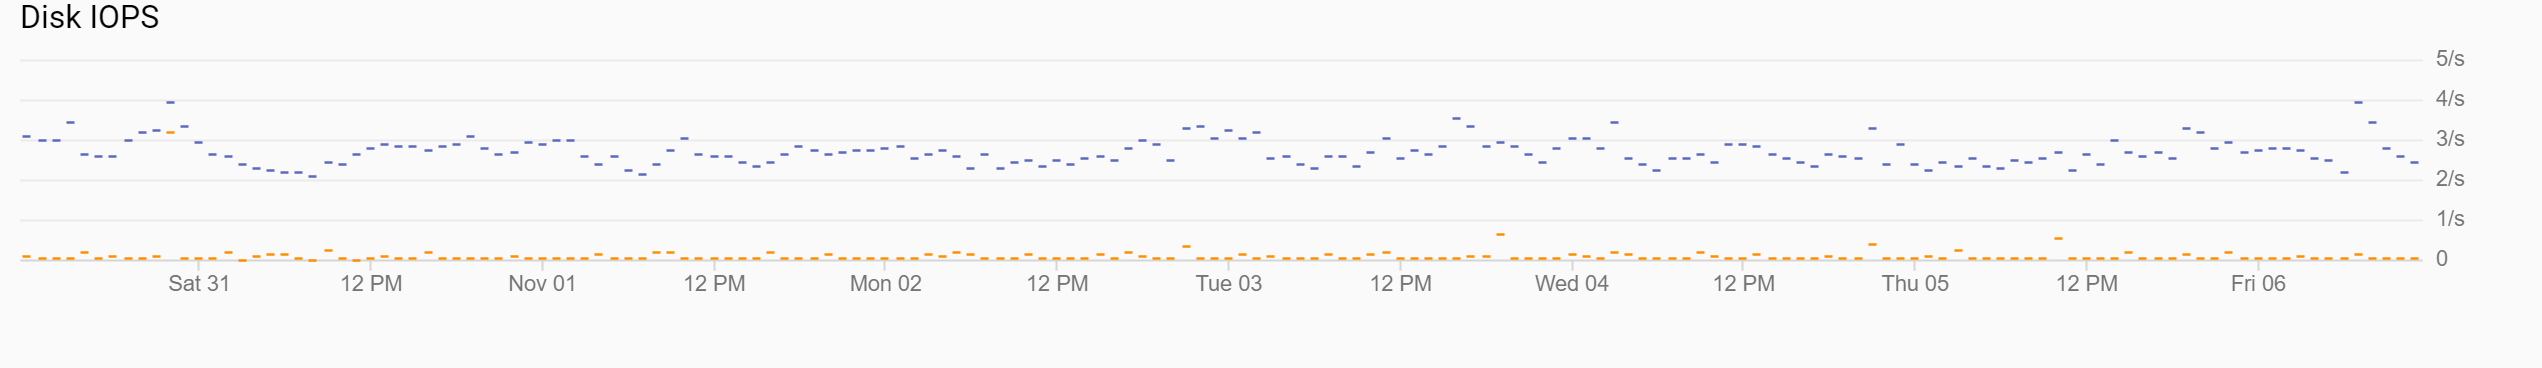 Disk IOPS
5/s
4/s
3/s
2/s
1/s
0
Sat 31 12 PM Nov 01 12 PM Mon 02 12 PM Tue 03 12 PM Wed 04 12 PM Thu 05 12 PM Fri 06